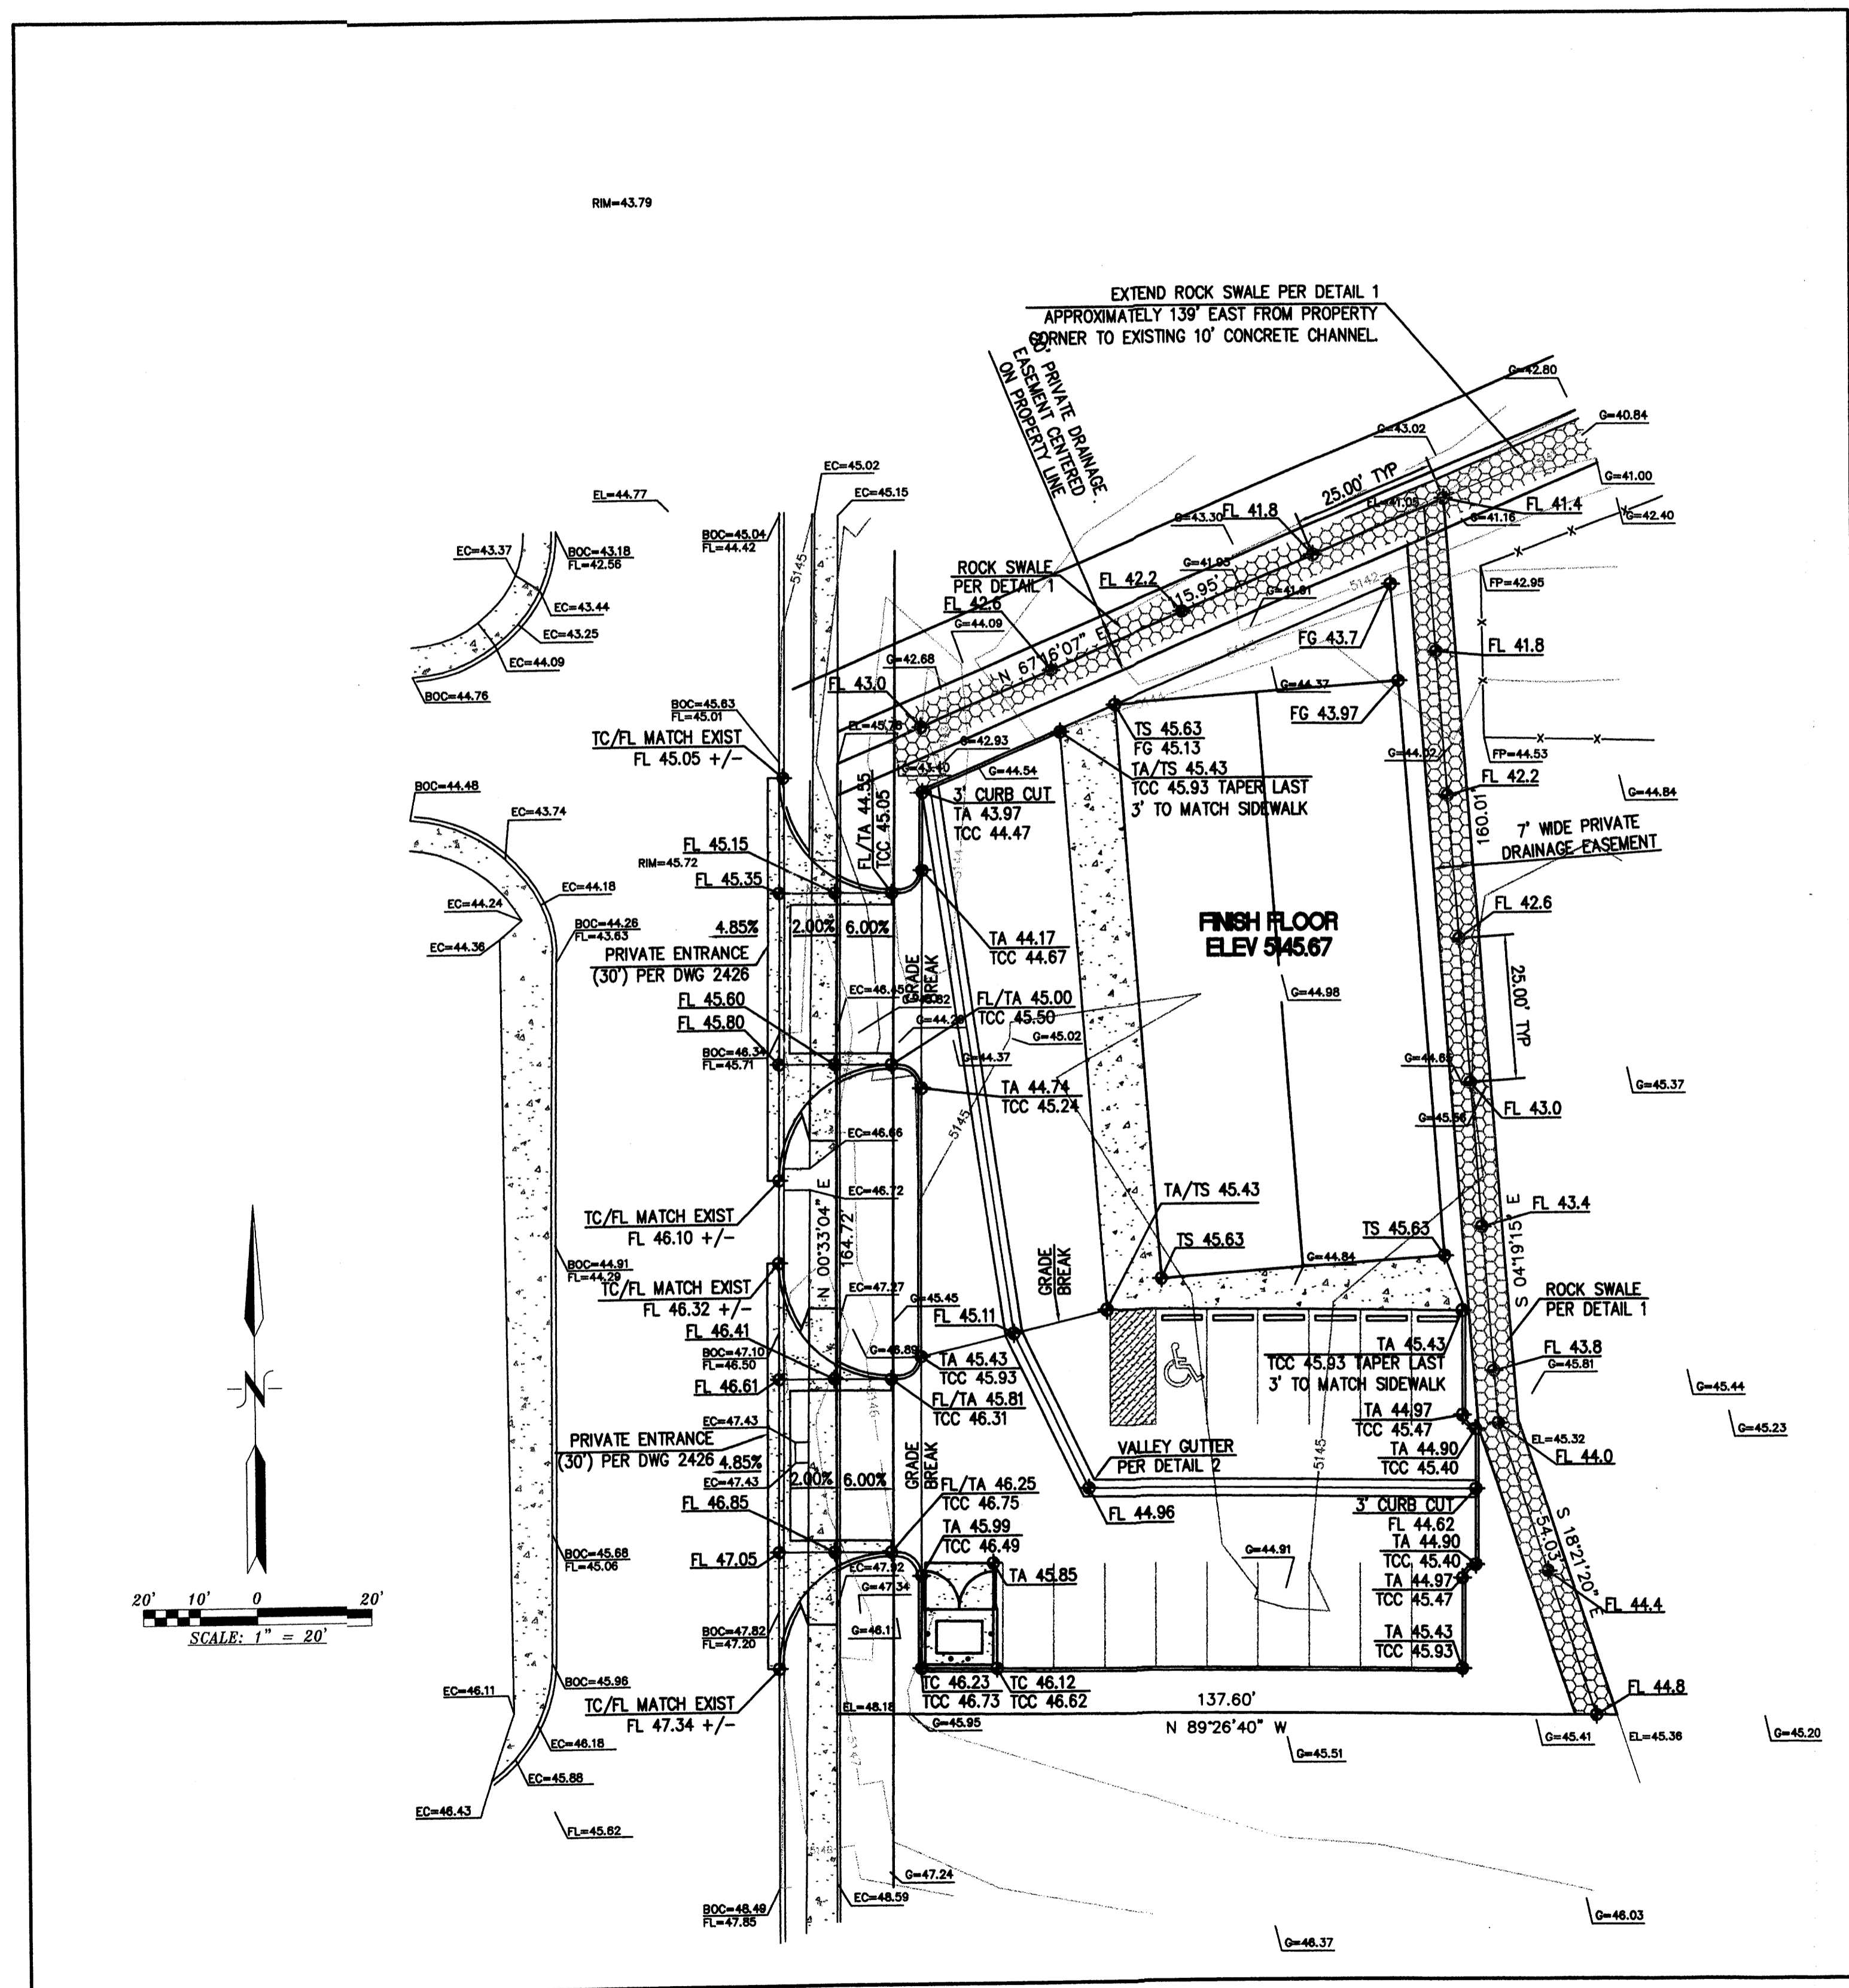 RIM=43.79
EXTEND ROCK SWALE PER DETAIL 1
APPROXIMATELY 139' EAST FROM PROPERTY
CORNER TO EXISTING 10' CONCRETE CHANNEL.
PRIVATE DRAINAGE
EASEMENT CENTERED
ON PROPERTY LINE
G=42.80
G=40.84
G=43.02
G=41.00
25.00' TYP
EL=41.05
FL 41.4
G=42.40
G=41.16
G=43.30
FL 41.8
EC=45.02
EC=45.15
EL=44.77
BOC=45.04
FL=44.42
5145
EC=43.37
BOC=43.18
FL=42.56
EC=43.44
EC=43.25
EC=44.09
BOC=44.76
ROCK SWALE
PER DETAIL 1
FL 42.2
G=41.95
15.95'
5142
FP=42.95
FL 42.6
G=44.09
N 67°16'07" E
FG 43.7
FL 41.8
G=42.68
FL 43.0
G=44.37
FG 43.97
BOC=45.63
FL=45.01
TC/FL MATCH EXIST
FL 45.05 +/-
G=42.93
G=43.40
G=44.54
TS 45.63
FG 45.13
TA/TS 45.43
TCC 45.93 TAPER LAST
3' TO MATCH SIDEWALK
FP=44.53
FL 42.2
G=44.84
BOC=44.48
EC=43.74
3' CURB CUT
TA 43.97
TCC 44.47
FL/TA 44.55
TCC 45.05
160.01'
7' WIDE PRIVATE
DRAINAGE EASEMENT
FL 45.15
RIM=45.72
FL 45.35
EC=44.18
EC=44.24
BOC=44.26
FL=43.63
EC=44.36
4.85%
2.00%
6.00%
PRIVATE ENTRANCE
(30') PER DWG 2426
TA 44.17
TCC 44.67
FINISH FLOOR
ELEV 5145.67
FL 42.6
25.00' TYP
GRADE
BREAK
FL 45.60
FL 45.80
G=44.98
FL/TA 45.00
TCC 45.50
G=45.02
BOC=46.34
FL=45.71
G=44.37
TA 44.74
TCC 45.24
G=45.37
FL 43.0
5145
EC=46.66
EC=46.72
TC/FL MATCH EXIST
FL 46.10 +/-
N 00°33'04" E
164.72'
TA/TS 45.43
FL 43.4
TS 45.63
TS 45.63
G=44.84
S 04°19'15" E
BOC=44.91
FL=44.29
TC/FL MATCH EXIST
FL 46.32 +/-
EC=47.27
G=45.45
GRADE
BREAK
ROCK SWALE
PER DETAIL 1
FL 45.11
FL 46.41
BOC=47.10
FL=46.50
FL 46.61
G=46.89
TA 45.43
TCC 45.93
FL/TA 45.81
TCC 46.31
TA 45.43
TCC 45.93 TAPER LAST
3' TO MATCH SIDEWALK
FL 43.8
G=45.81
G=45.44
G=45.23
TA 44.97
TCC 45.47
TA 44.90
TCC 45.40
EL=45.32
FL 44.0
EC=47.43
PRIVATE ENTRANCE
(30') PER DWG 2426
4.85%
EC=47.43
2.00%
6.00%
GRADE
BREAK
VALLEY GUTTER
PER DETAIL 2
5145
FL 46.85
FL/TA 46.25
TCC 46.75
FL 44.96
3' CURB CUT
FL 44.62
TA 45.99
TCC 46.49
TA 44.90
TCC 45.40
S 18°21'20" E
54.03'
BOC=45.68
FL=45.06
FL 47.05
EC=47.92
G=47.34
TA 45.85
G=44.91
TA 44.97
TCC 45.47
FL 44.4
BOC=47.82
FL=47.20
TA 45.43
TCC 45.93
20' 10' 0 20'
SCALE: 1" = 20'
N
EC=46.11
BOC=45.96
TC/FL MATCH EXIST
FL 47.34 +/-
EL=48.18
TC 46.23
TCC 46.73
TC 46.12
TCC 46.62
G=45.95
137.60'
N 89°26'40" W
FL 44.8
G=45.41
EL=45.36
G=45.20
G=45.51
EC=46.18
EC=45.88
EC=46.43
FL=45.62
G=47.24
BOC=48.49
FL=47.85
EC=48.59
G=46.03
G=46.37